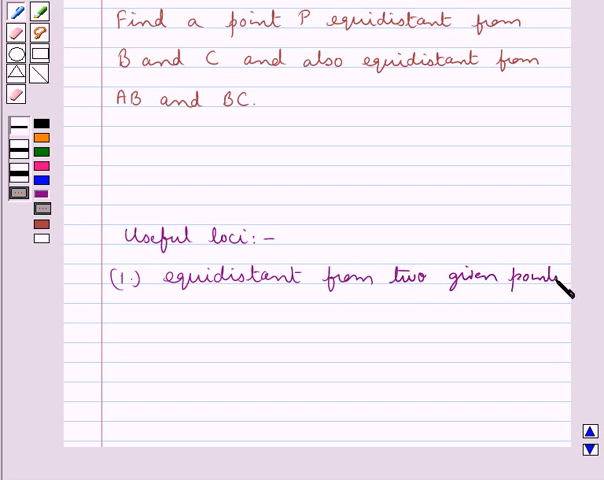 Find a point P equidistant from
B and C and also equidistant from
AB and BC.
Useful loci:-
(1.) equidistant from two given points